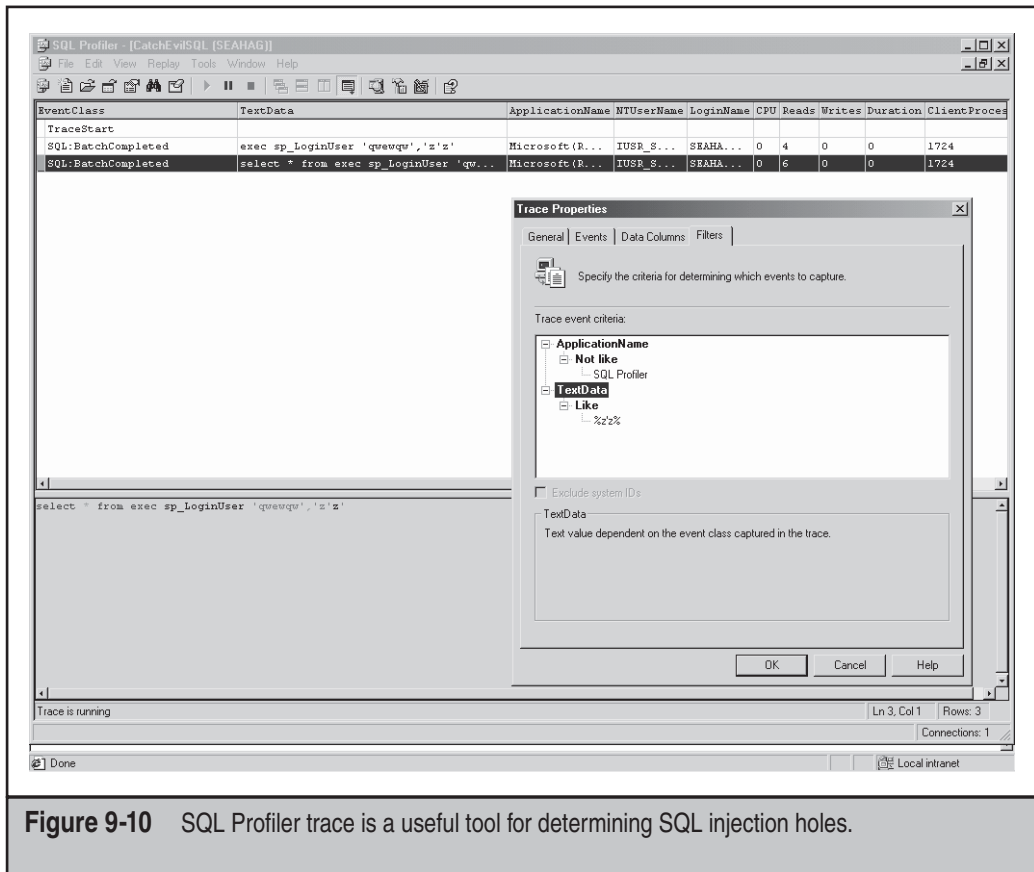 SQL Profiler - [CatchEvilSQL (SEAHAG)]
File Edit View Replay Tools Window Help
EventClass TextData ApplicationName NTUserName LoginName CPU Reads Writes Duration ClientProces
TraceStart
SQL:BatchCompleted exec sp_LoginUser 'qwewqw','z'z' Microsoft(R... IUSR_S... SEAHA... 0 4 0 0 1724
SQL:BatchCompleted select * from exec sp_LoginUser 'qw... Microsoft(R... IUSR_S... SEAHA... 0 6 0 0 1724
Trace Properties
General Events Data Columns Filters
Specify the criteria for determining which events to capture.
Trace event criteria:
ApplicationName
Not like
SQL Profiler
TextData
Like
%z'z%
Exclude system IDs
TextData
Text value dependent on the event class captured in the trace.
OK Cancel Help
select * from exec sp_LoginUser 'qwewqw','z'z'
Trace is running Ln 3, Col 1 Rows: 3
Connections: 1
Done Local intranet
Figure 9-10 SQL Profiler trace is a useful tool for determining SQL injection holes.